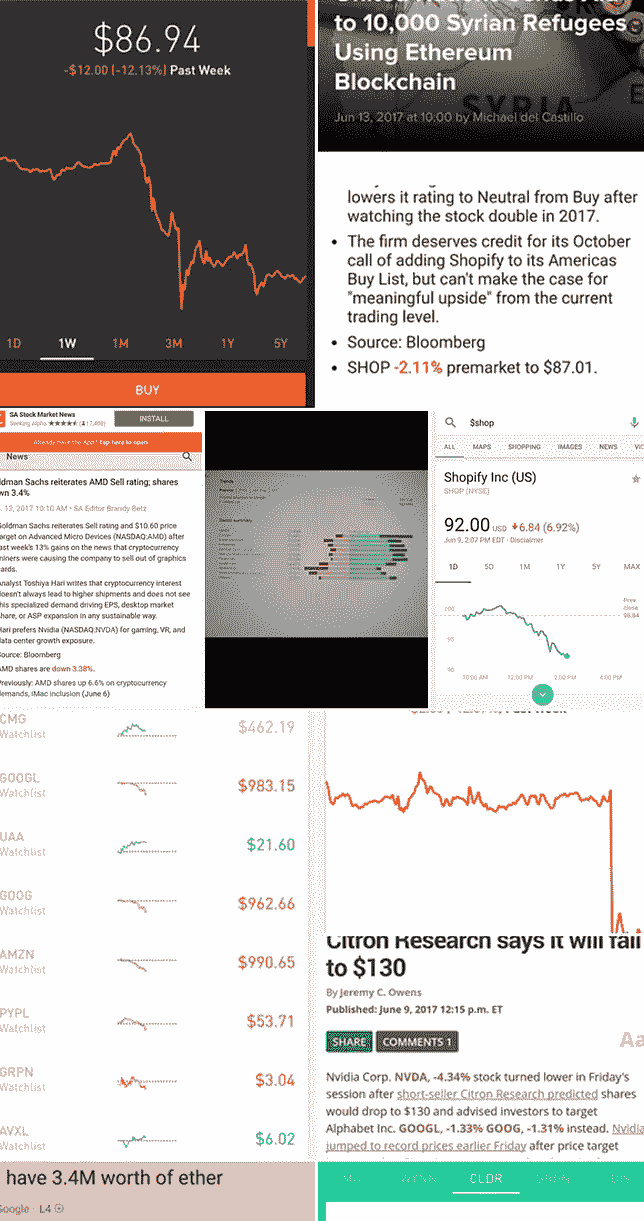 $86.94
-$12.00 (-12.13%) Past Week
1D 1W 1M 3M 1Y 5Y
BUY
to 10,000 Syrian Refugees
Using Ethereum
Blockchain
SYRIA
Jun 13, 2017 at 10:00 by Michael del Castillo
lowers it rating to Neutral from Buy after
watching the stock double in 2017.
• The firm deserves credit for its October
call of adding Shopify to its Americas
Buy List, but can't make the case for
"meaningful upside" from the current
trading level.
• Source: Bloomberg
• SHOP -2.11% premarket to $87.01.
SA Stock Market News
Seeking Alpha
INSTALL
Already have the App? Tap here to open
News
ldman Sachs reiterates AMD Sell rating; shares
wn 3.4%
. 12, 2017 10:10 AM • SA Editor Brandy Betz
oldman Sachs reiterates Sell rating and $10.60 price
arget on Advanced Micro Devices (NASDAQ:AMD) after
ast week's 13% gains on the news that cryptocurrency
miners were causing the company to sell out of graphics
ards.
Analyst Toshiya Hari writes that cryptocurrency interest
doesn't always lead to higher shipments and does not see
his specialized demand driving EPS, desktop market
hare, or ASP expansion in any sustainable way.
Hari prefers Nvidia (NASDAQ:NVDA) for gaming, VR, and
data center growth exposure.
Source: Bloomberg
AMD shares are down 3.38%.
Previously: AMD shares up 6.6% on cryptocurrency
demands, iMac inclusion (June 6)
$shop
ALL MAPS SHOPPING IMAGES NEWS VI
Shopify Inc (US)
SHOP (NYSE)
92.00 USD 6.84 (6.92%)
Jun 9, 2:07 PM EDT · Disclaimer
1D 5D 1M 1Y 5Y MAX
100
95
90
Prev
close
98.84
10:00 AM 12:00 PM 2:00 PM 4:00 PM
CMG
Watchlist
$462.19
GOOGL
Watchlist
$983.15
UAA
Watchlist
$21.60
GOOG
Watchlist
$962.66
AMZN
Watchlist
$990.65
PYPL
Watchlist
$53.71
GRPN
Watchlist
$3.04
AVXL
Watchlist
$6.02
Citron Research says it will fall
to $130
By Jeremy C. Owens
Published: June 9, 2017 12:15 p.m. ET
SHARE COMMENTS 1
Aa
Nvidia Corp. NVDA, -4.34% stock turned lower in Friday's
session after short-seller Citron Research predicted shares
would drop to $130 and advised investors to target
Alphabet Inc. GOOGL, -1.33% GOOG, -1.31% instead. Nvidia
jumped to record prices earlier Friday after price target
have 3.4M worth of ether
Google · L4
CLDR